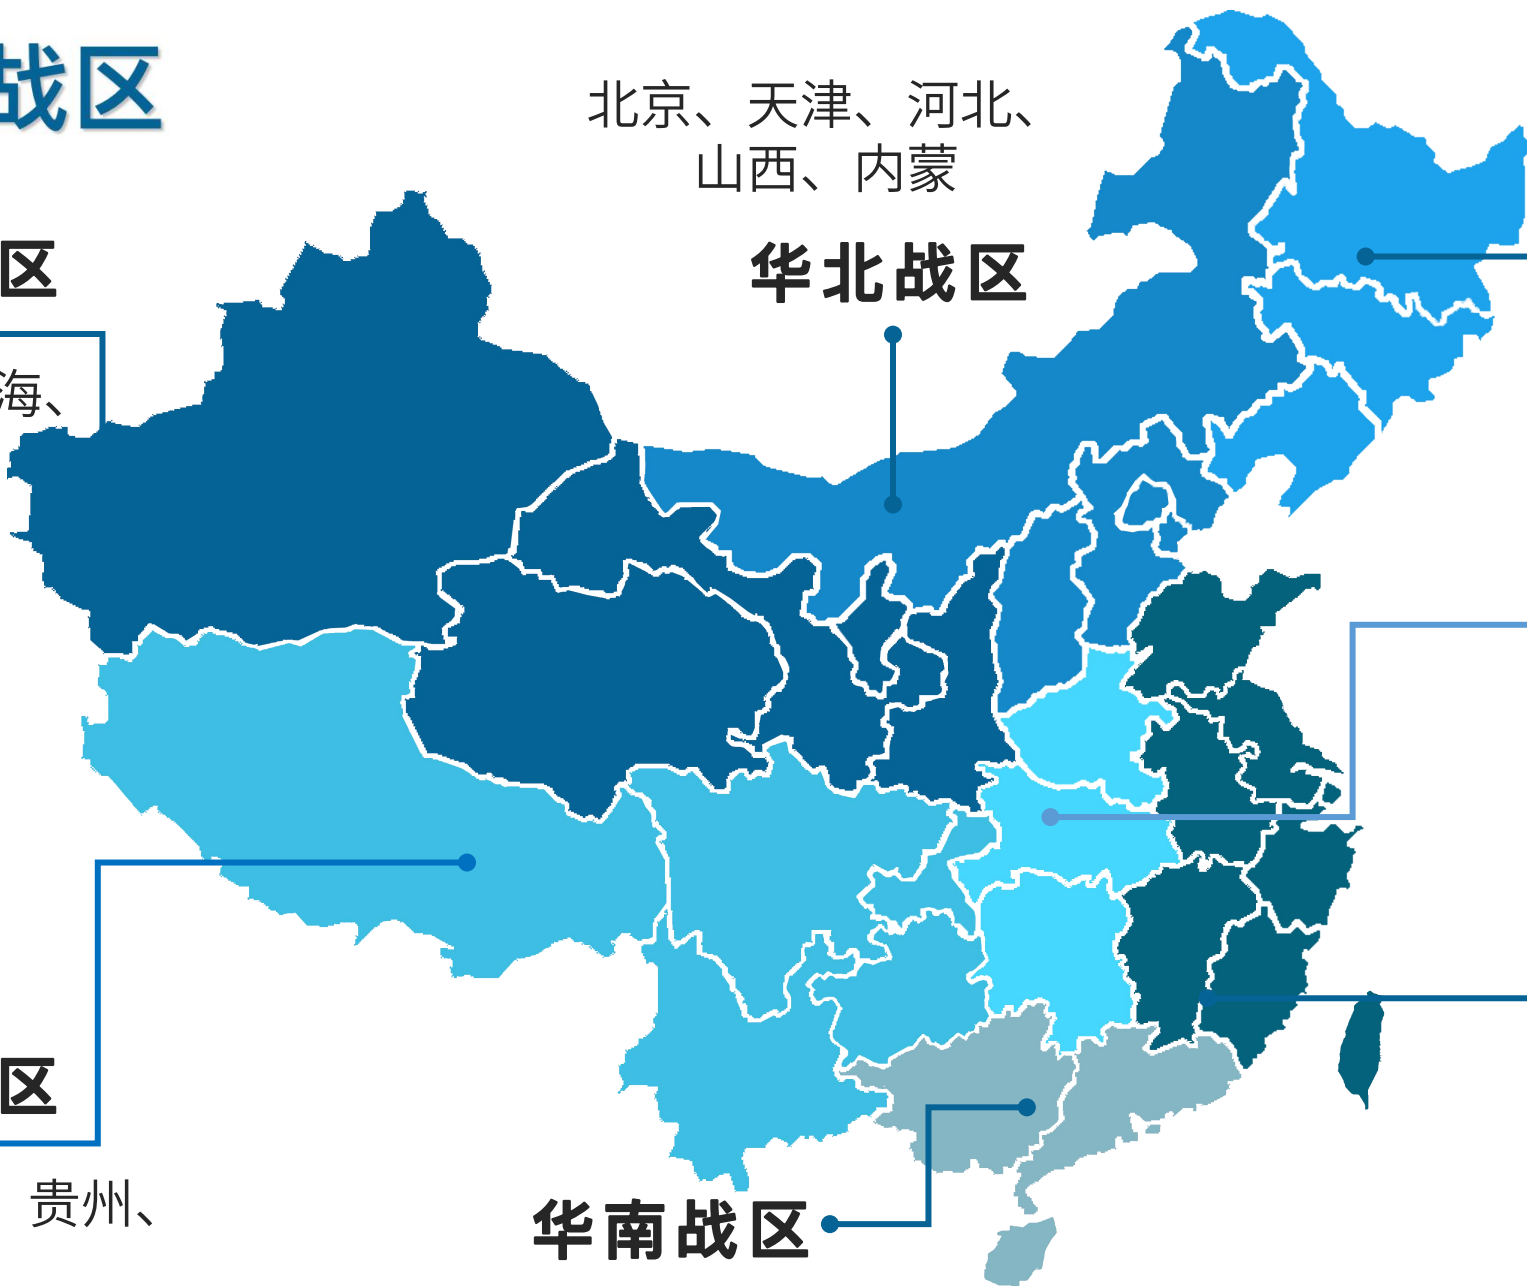 战区
北京、天津、河北、
山西、内蒙
区
华北战区
海、
区
贵州、
华南战区